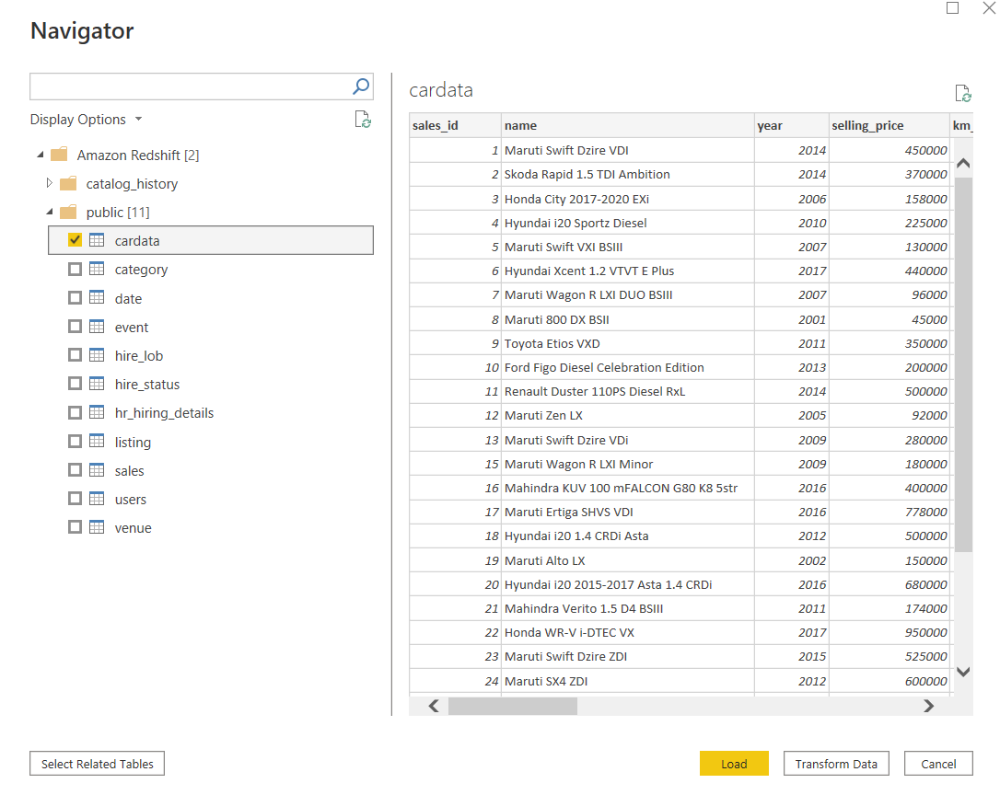 Navigator
Display Options
Amazon Redshift [2]
catalog_history
public [11]
cardata
category
date
event
hire_lob
hire_status
hr_hiring_details
listing
sales
users
venue
cardata
sales_id name year selling_price km_
1 Maruti Swift Dzire VDI 2014 450000
2 Skoda Rapid 1.5 TDI Ambition 2014 370000
3 Honda City 2017-2020 EXi 2006 158000
4 Hyundai i20 Sportz Diesel 2010 225000
5 Maruti Swift VXI BSIII 2007 130000
6 Hyundai Xcent 1.2 VTVT E Plus 2017 440000
7 Maruti Wagon R LXI DUO BSIII 2007 96000
8 Maruti 800 DX BSII 2001 45000
9 Toyota Etios VXD 2011 350000
10 Ford Figo Diesel Celebration Edition 2013 200000
11 Renault Duster 110PS Diesel RxL 2014 500000
12 Maruti Zen LX 2005 92000
13 Maruti Swift Dzire VDi 2009 280000
15 Maruti Wagon R LXI Minor 2009 180000
16 Mahindra KUV 100 mFALCON G80 K8 5str 2016 400000
17 Maruti Ertiga SHVS VDI 2016 778000
18 Hyundai i20 1.4 CRDi Asta 2012 500000
19 Maruti Alto LX 2002 150000
20 Hyundai i20 2015-2017 Asta 1.4 CRDi 2016 680000
21 Mahindra Verito 1.5 D4 BSIII 2011 174000
22 Honda WR-V i-DTEC VX 2017 950000
23 Maruti Swift Dzire ZDI 2015 525000
24 Maruti SX4 ZDI 2012 600000
Select Related Tables
Load
Transform Data
Cancel